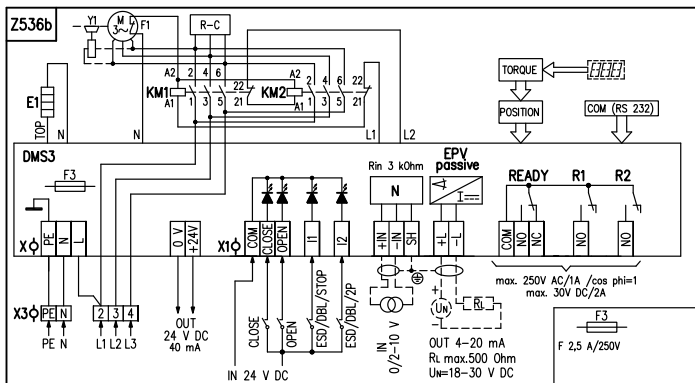 Z536b
Y1
M
3~
F1
R-C
A2
2 4 6
22
KM1
A1
1 3 5
21
A2
2 4 6
22
KM2
A1
1 3 5
21
TORQUE
POSITION
COM (RS 232)
E1
TOP
N
N
L1
L2
DMS3
F3
Rin 3 kOhm
N
EPV
passive
I
READY
R1
R2
X
PE
N
L
0 V
+24V
X1
COM
CLOSE
OPEN
I1
I2
+IN
-IN
SH
+L
-L
COM
NO
NC
NO
NO
max. 250V AC/1A /cos phi=1
max. 30V DC/2A
X3
PE N
2 3 4
PE N
L1 L2 L3
OUT
24 V DC
40 mA
CLOSE
OPEN
ESD/DBL/STOP
ESD/DBL/2P
IN 24 V DC
IN
0/2-10 V
+
UN
-
RL
OUT 4-20 mA
RL max.500 Ohm
UN=18-30 V DC
F3
F 2,5 A/250V